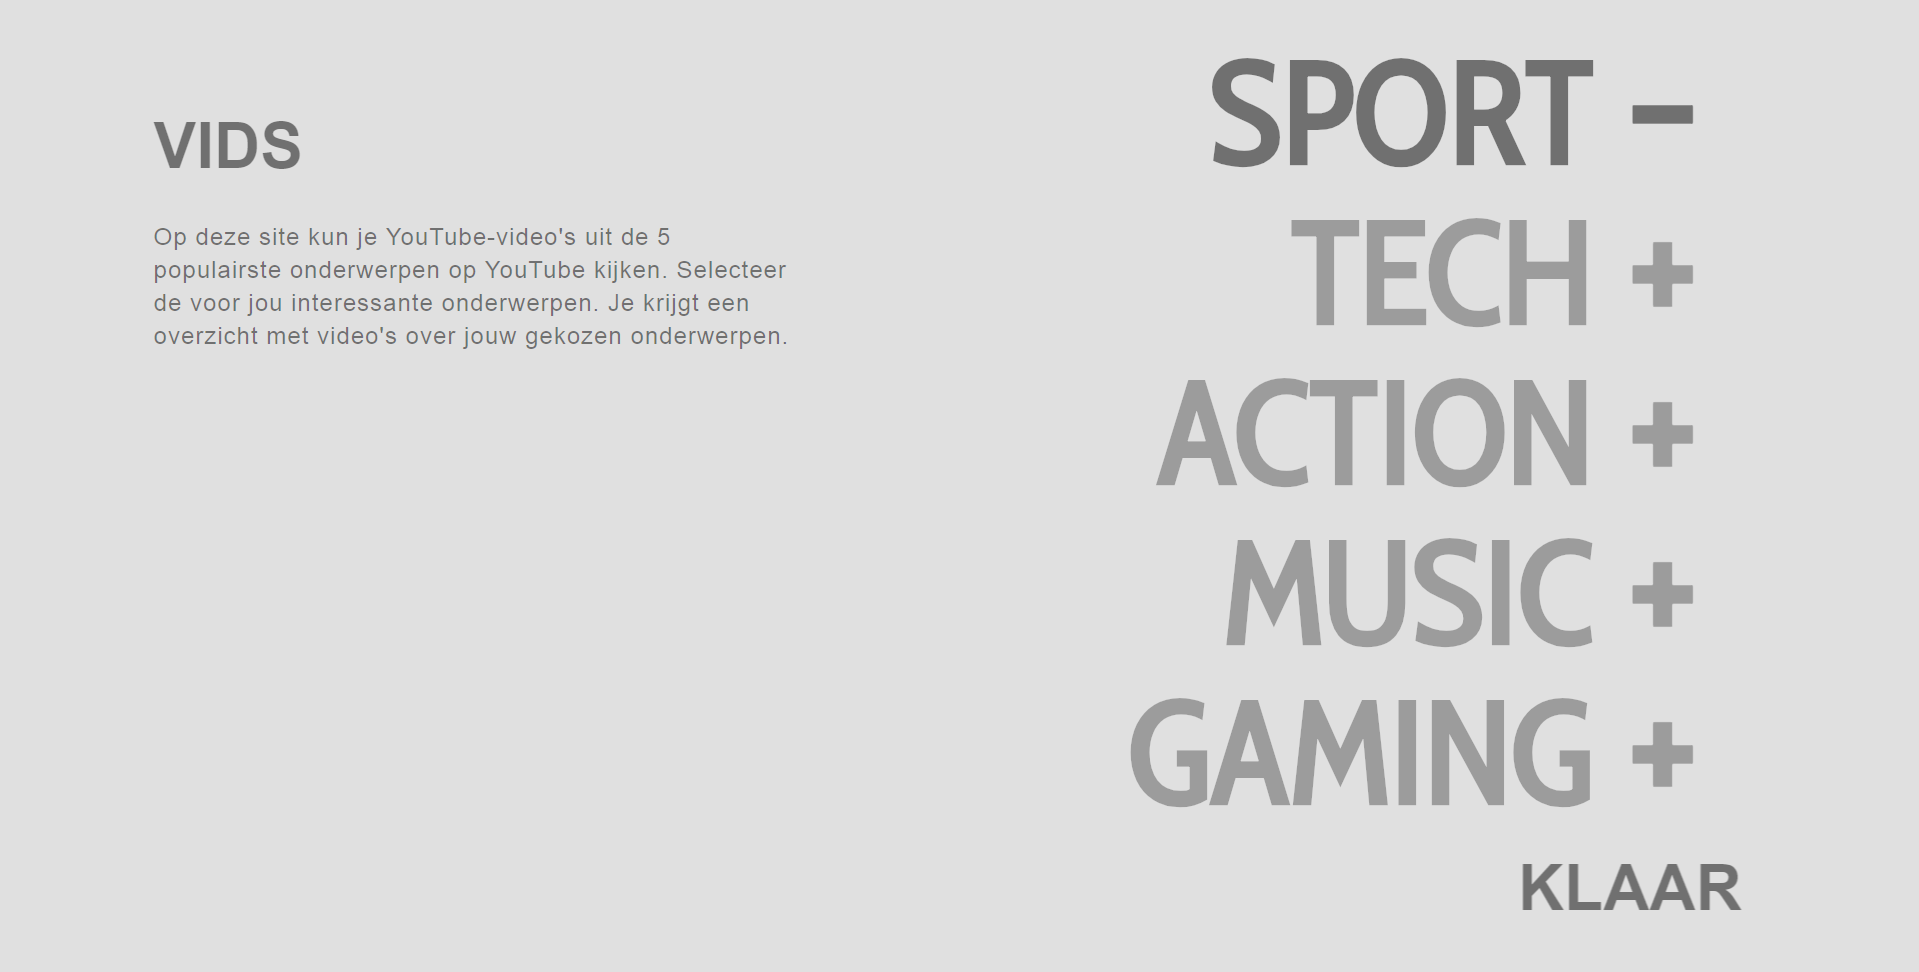 VIDS
Op deze site kun je YouTube-video's uit de 5
populairste onderwerpen op YouTube kijken. Selecteer
de voor jou interessante onderwerpen. Je krijgt een
overzicht met video's over jouw gekozen onderwerpen.
SPORT -
TECH +
ACTION +
MUSIC +
GAMING +
KLAAR